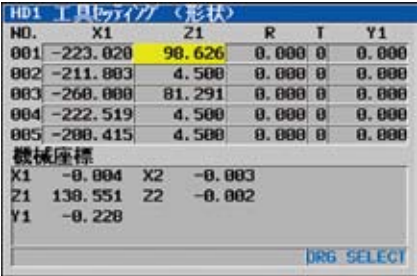 HD1 工具ｾｯﾃｨﾝｸﾞ （形状）
NO. X1 Z1 R T Y1
001 -223.020 98.626 0.000 0 0.000
002 -211.803 4.500 0.000 0 0.000
003 -260.000 81.291 0.000 0 0.000
004 -222.519 4.500 0.000 0 0.000
005 -200.415 4.500 0.000 0 0.000
機械座標
X1 -0.004 X2 -0.003
Z1 138.551 Z2 -0.002
Y1 -0.220
ORG SELECT